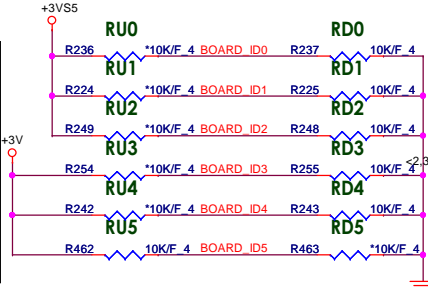 +3VS5
RU0 RD0
R236 *10K/F_4 BOARD_ID0 R237 10K/F_4
RU1 RD1
R224 *10K/F_4 BOARD_ID1 R225 10K/F_4
RU2 RD2
R249 *10K/F_4 BOARD_ID2 R248 10K/F_4
+3V RU3 RD3
<2,3
R254 *10K/F_4 BOARD_ID3 R255 10K/F_4
RU4 RD4
R242 *10K/F_4 BOARD_ID4 R243 10K/F_4
RU5 RD5
R462 10K/F_4 BOARD_ID5 R463 *10K/F_4